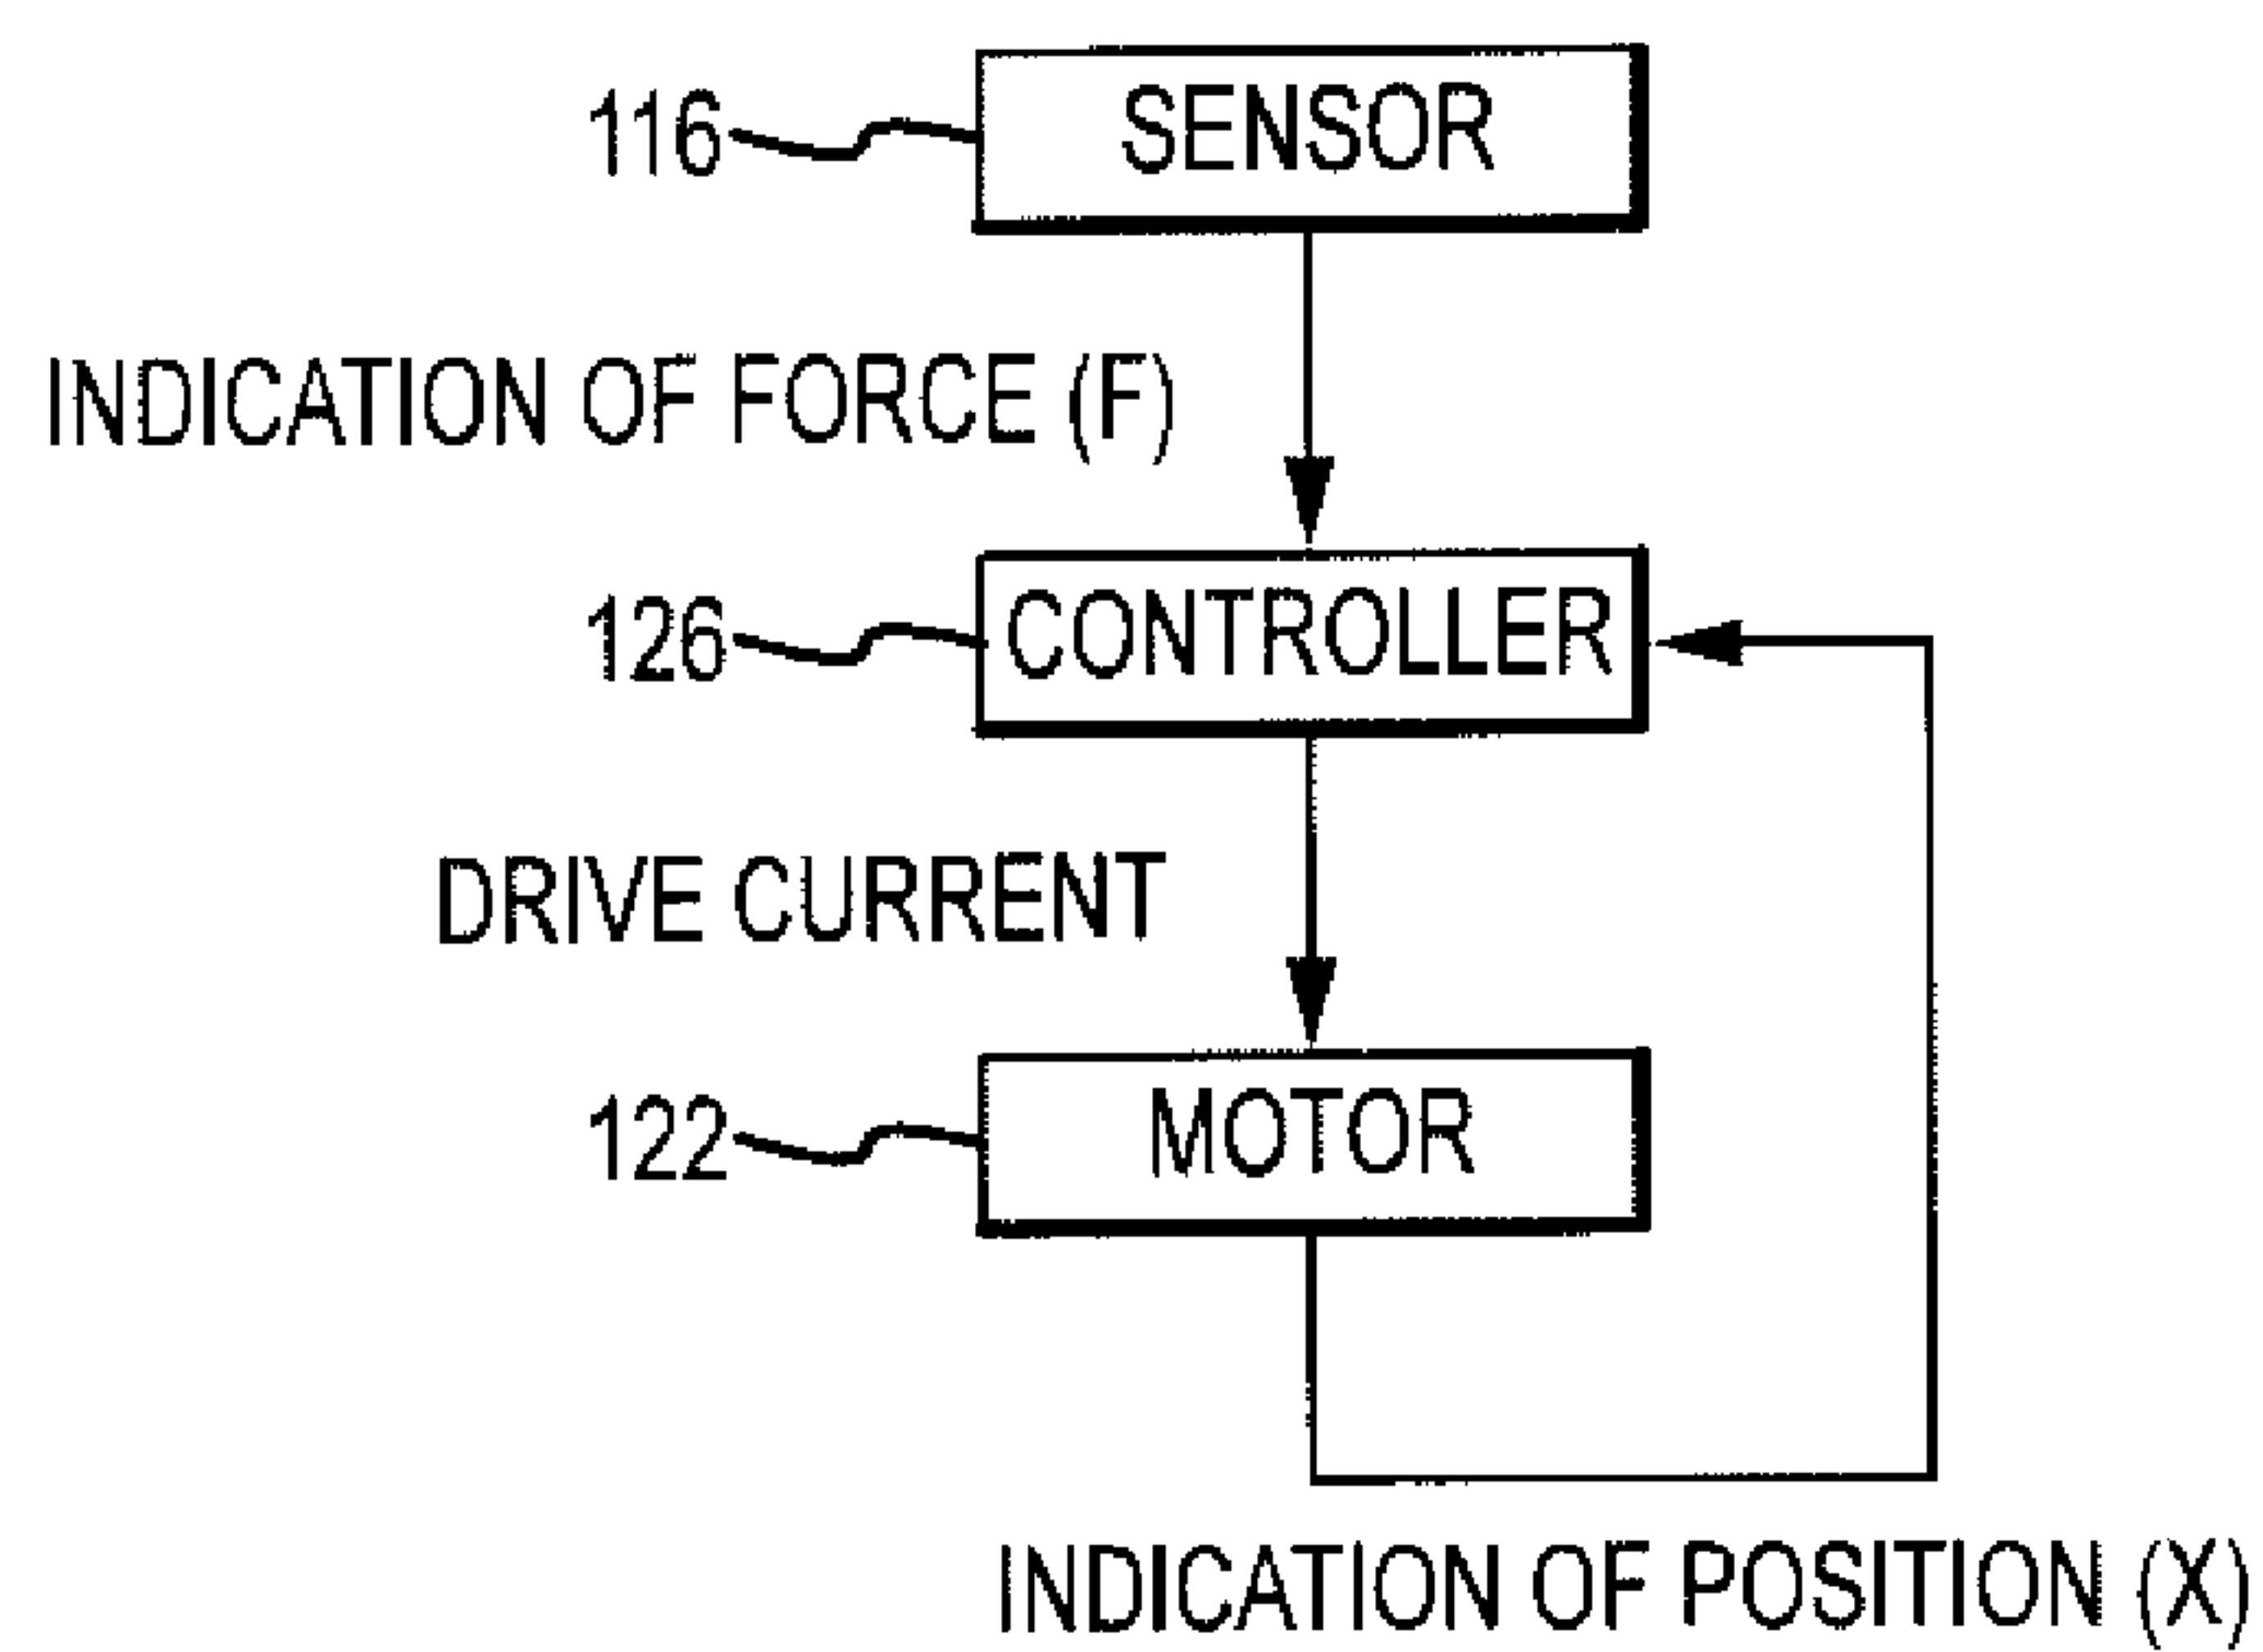 116
SENSOR
INDICATION OF FORCE (F)
126
CONTROLLER
DRIVE CURRENT
122
MOTOR
INDICATION OF POSITION (X)